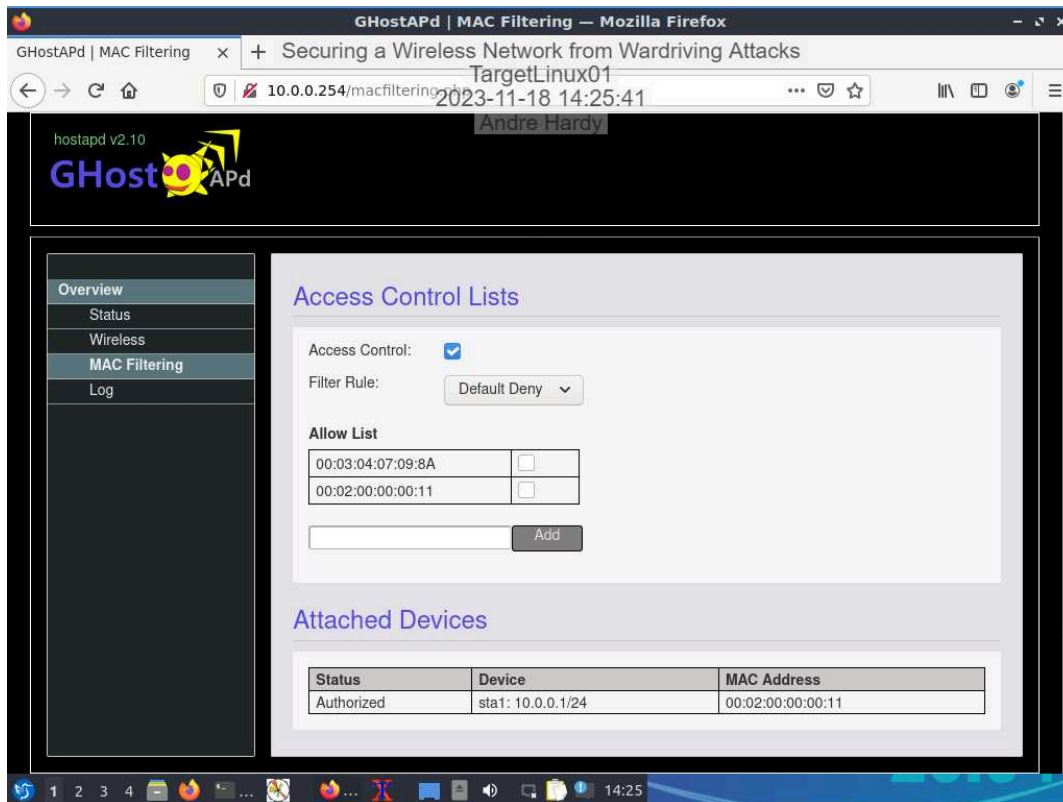 GHostAPd | MAC Filtering — Mozilla Firefox
GHostAPd | MAC Filtering × +
Securing a Wireless Network from Wardriving Attacks
TargetLinux01
10.0.0.254/macfiltering.php
2023-11-18 14:25:41
Andre Hardy
hostapd v2.10
GHost APd
Overview
Status
Wireless
MAC Filtering
Log
Access Control Lists
Access Control:
Filter Rule: Default Deny
Allow List
00:03:04:07:09:8A
00:02:00:00:00:11
Add
Attached Devices
Status Device MAC Address
Authorized sta1: 10.0.0.1/24 00:02:00:00:00:11
1 2 3 4 ... ... 14:25